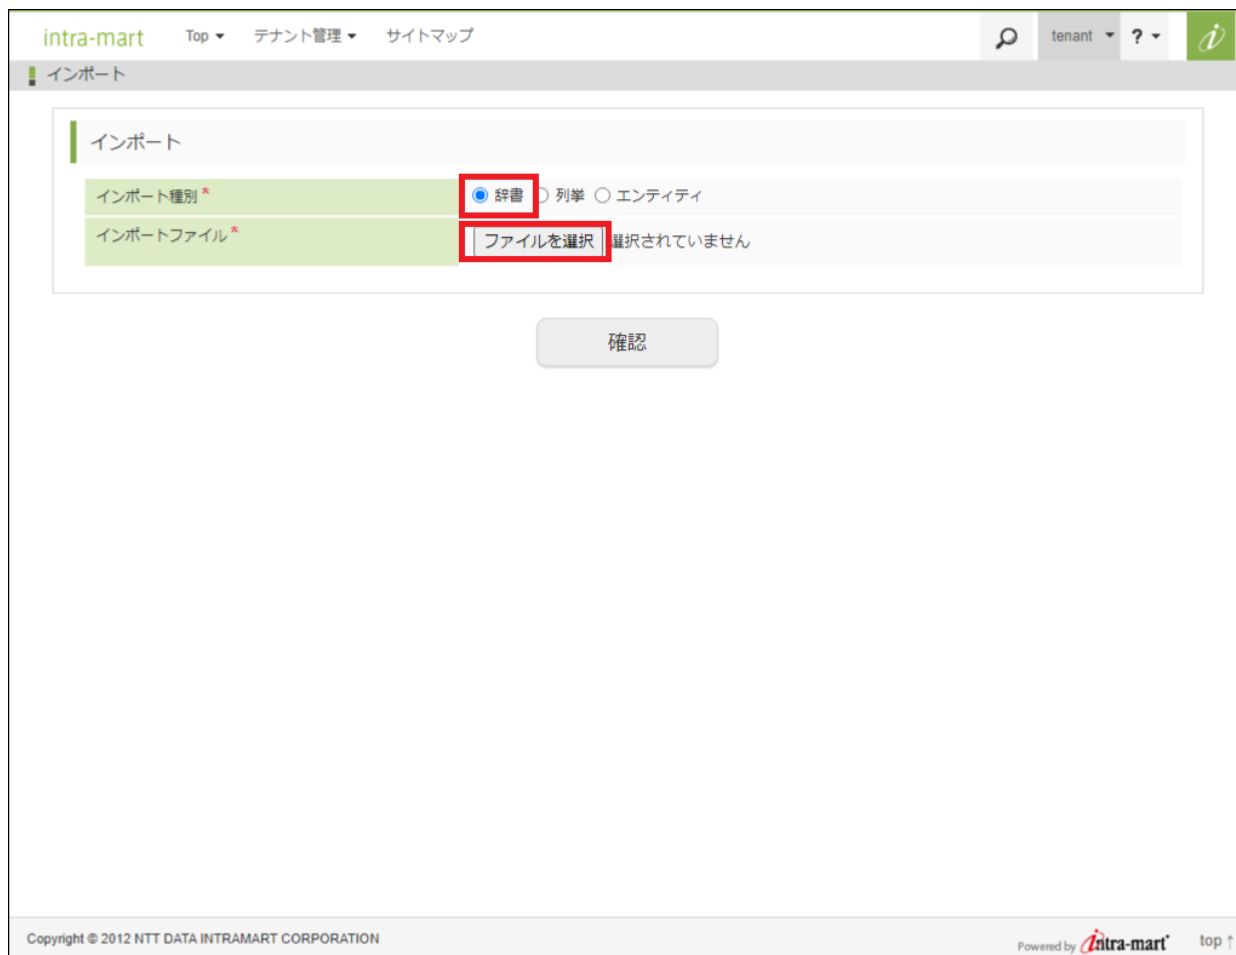 intra-mart Top テナント管理 サイトマップ tenant ?
インポート
インポート
インポート種別* 辞書 列挙 エンティティ
インポートファイル* ファイルを選択 選択されていません
確認
Copyright © 2012 NTT DATA INTRAMART CORPORATION Powered by intra-mart top ↑